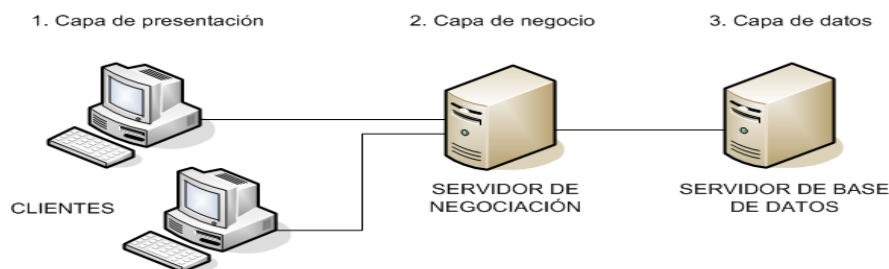 1. Capa de presentación
2. Capa de negocio
3. Capa de datos
CLIENTES
SERVIDOR DE
NEGOCIACIÓN
SERVIDOR DE BASE
DE DATOS